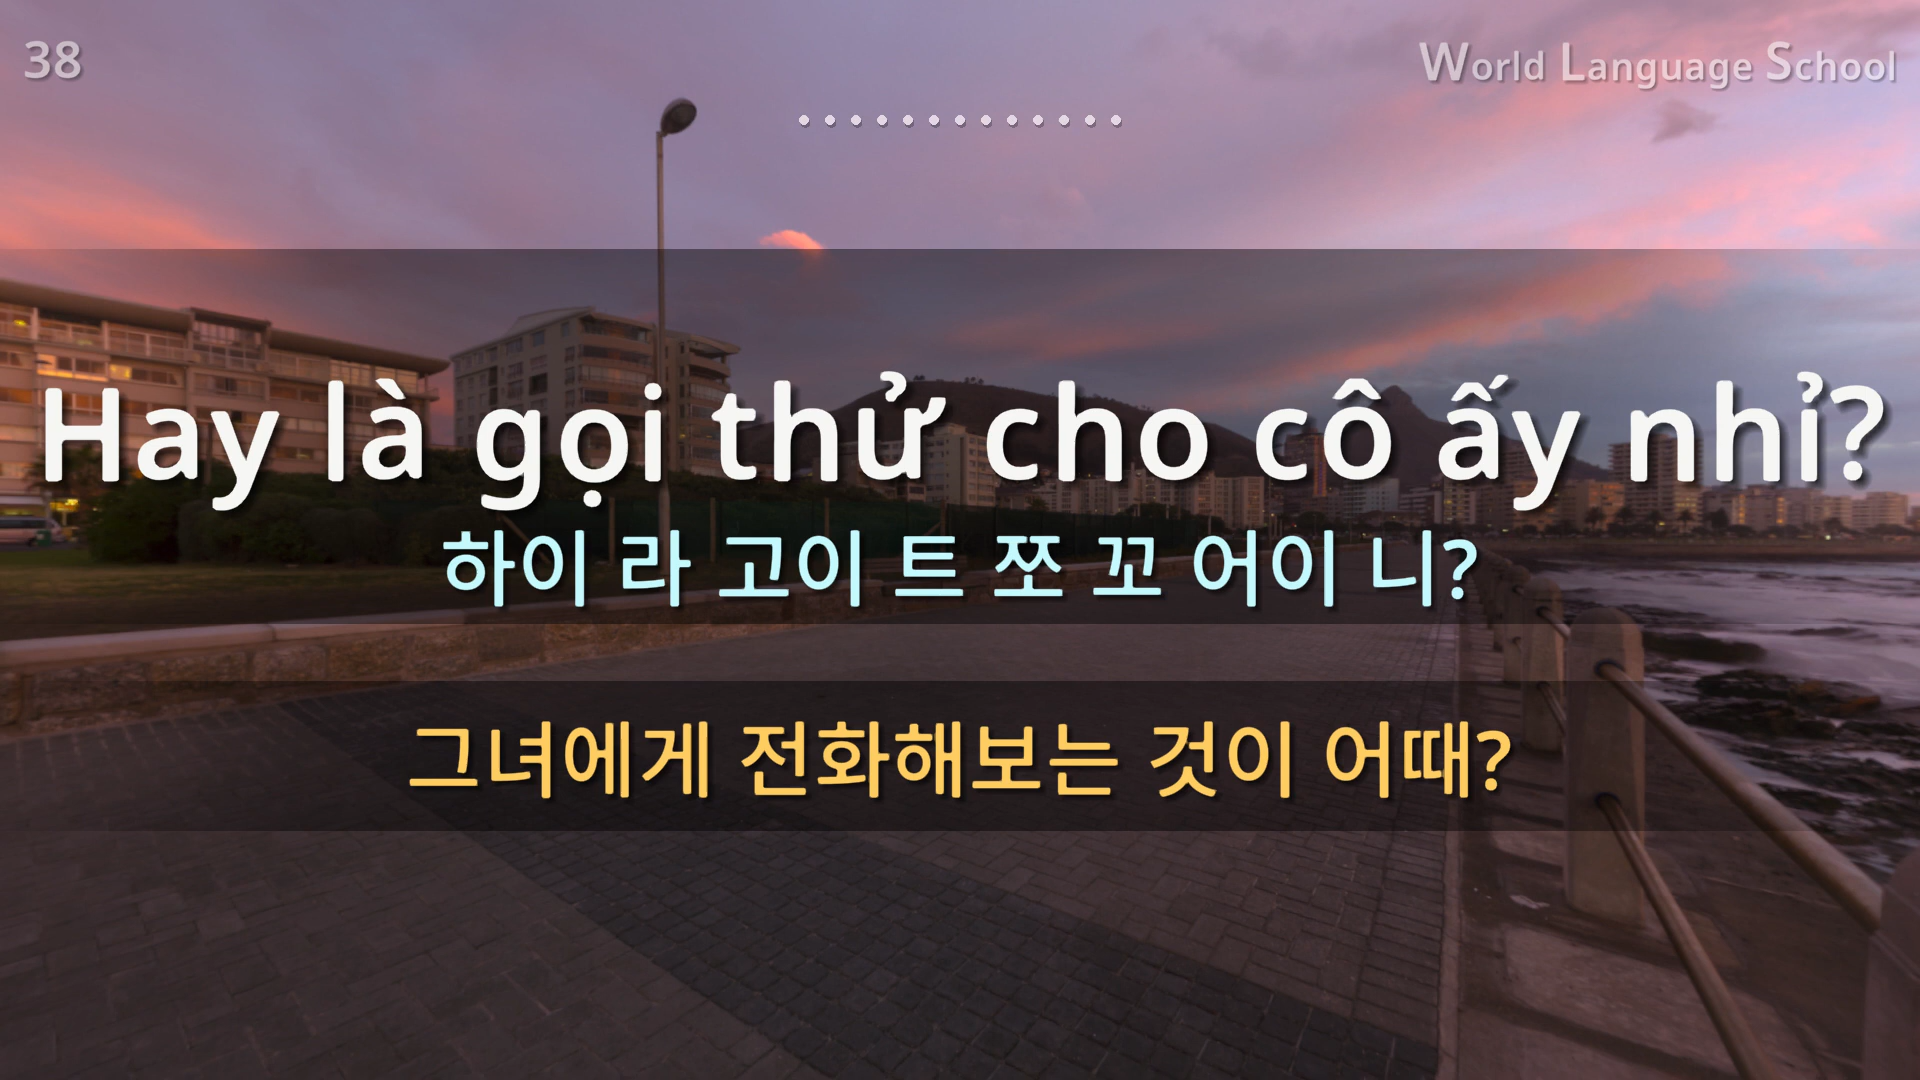 38
World Language School
Hay là gọi thử cho cô ấy nhỉ?
하이 라 고이 트 쪼 꼬 어이 니?
그녀에게 전화해보는 것이 어때?